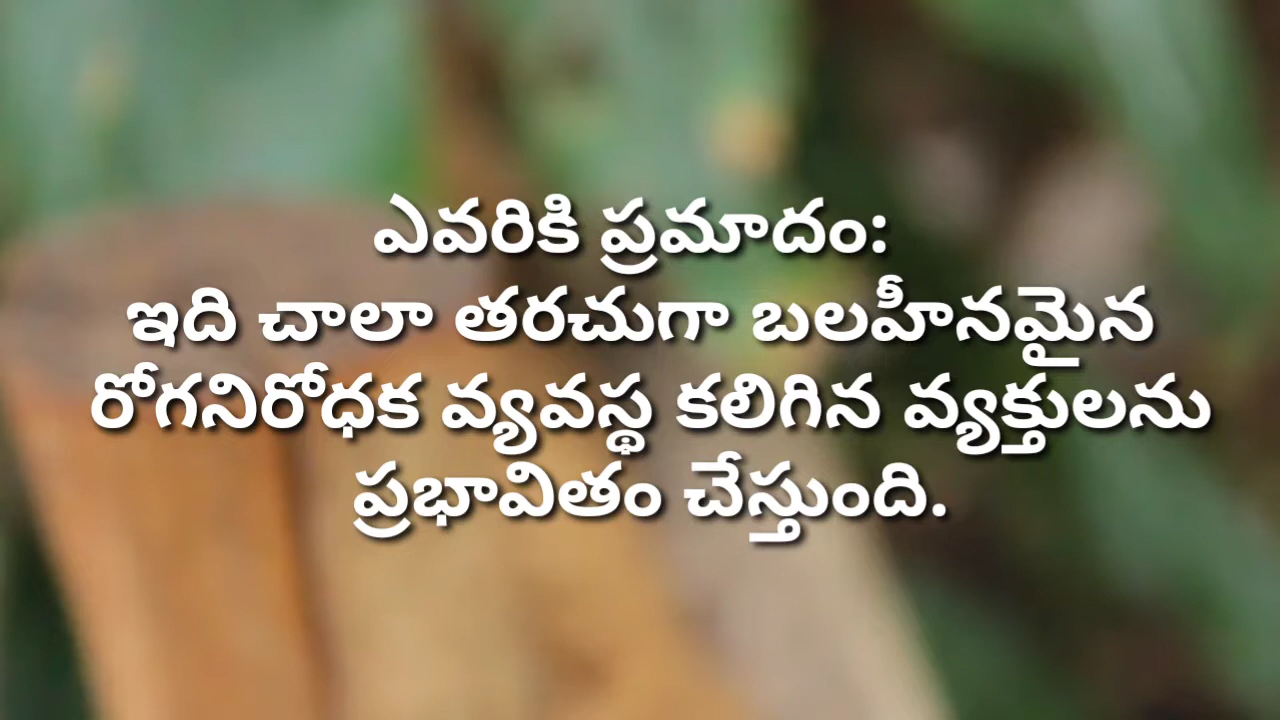 ఎవరికి ప్రమాదం:
ఇది చాలా తరచుగా బలహీనమైన
రోగనిరోధక వ్యవస్థ కలిగిన వ్యక్తులను
ప్రభావితం చేస్తుంది.